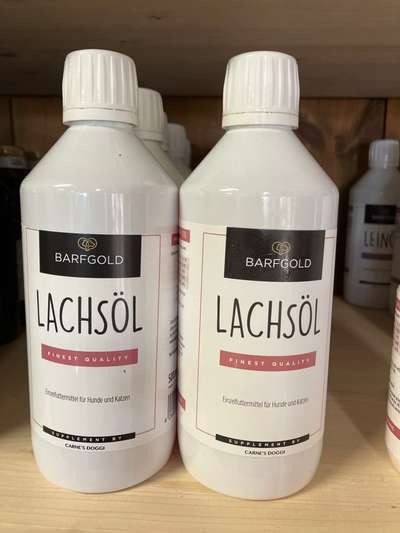 BARFGOLD
LACHSÖL
FINEST QUALITY
Einzelfuttermittel für Hunde und Katzen
SUPPLEMENT BY
CARNE'S DOGGI
BARFGOLD
LACHSÖL
FINEST QUALITY
Einzelfuttermittel für Hunde und Katzen
SUPPLEMENT BY
CARNE'S DOGGI
LEINÖ